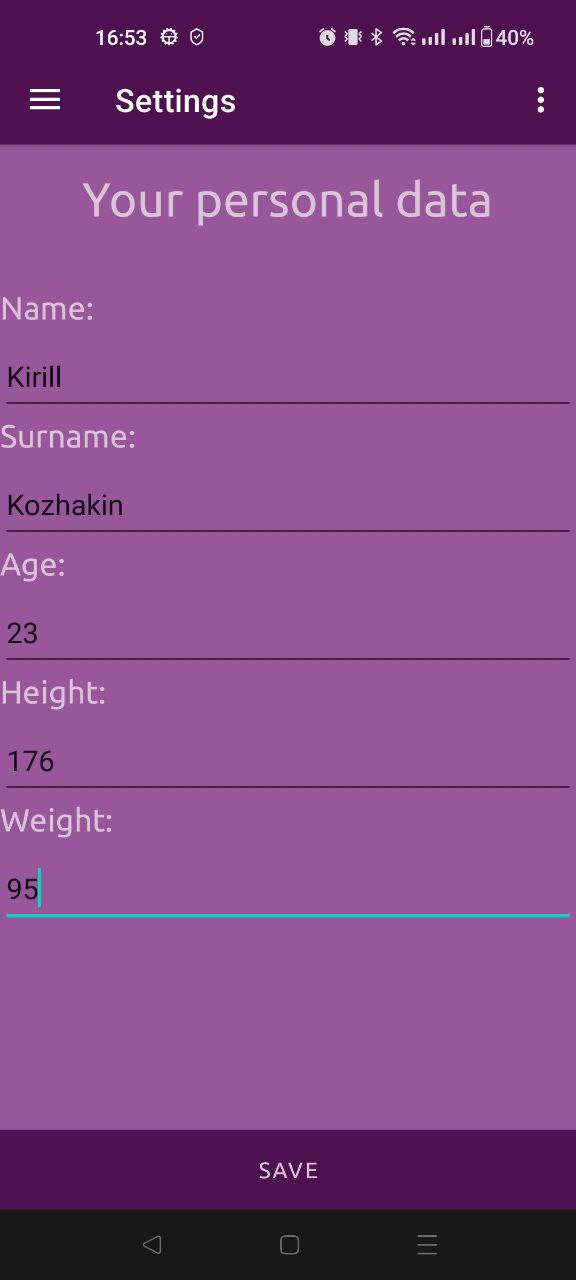 16:53
40%
Settings
Your personal data
Name:
Kirill
Surname:
Kozhakin
Age:
23
Height:
176
Weight:
95
SAVE